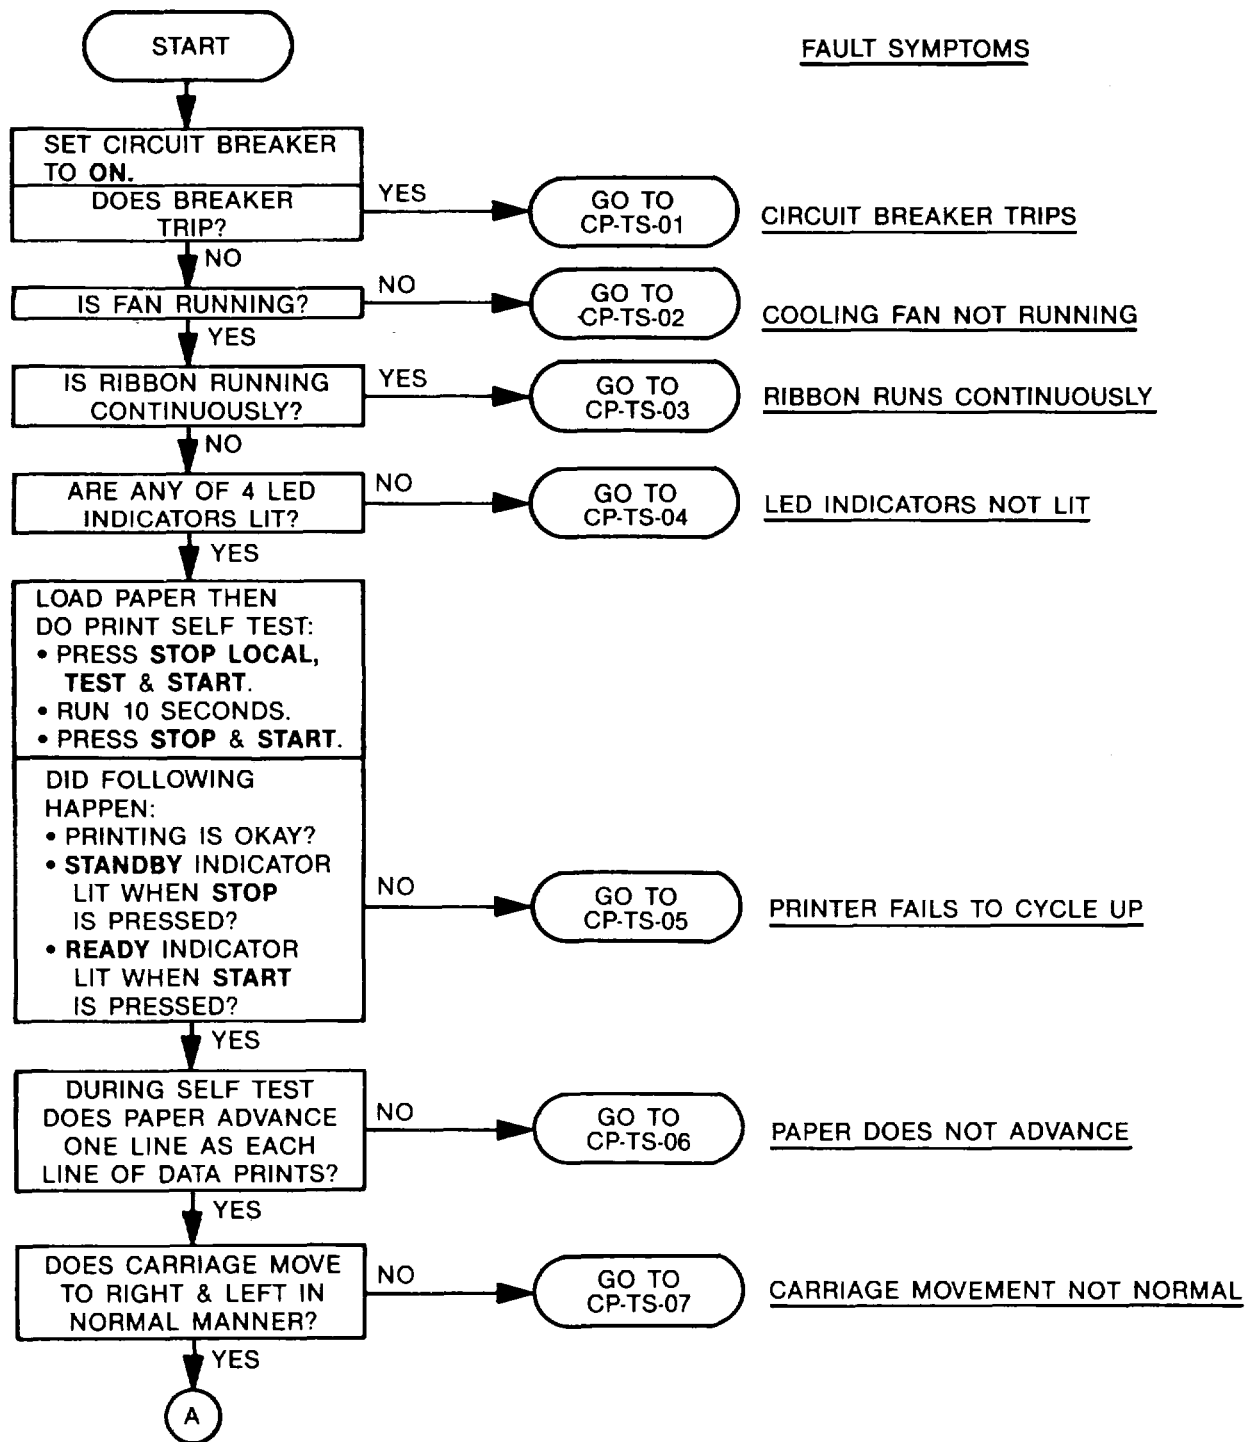 START
FAULT SYMPTOMS
SET CIRCUIT BREAKER
TO ON.
DOES BREAKER
TRIP?
YES
GO TO
CP-TS-01
CIRCUIT BREAKER TRIPS
NO
IS FAN RUNNING?
NO
GO TO
CP-TS-02
COOLING FAN NOT RUNNING
YES
IS RIBBON RUNNING
CONTINUOUSLY?
YES
GO TO
CP-TS-03
RIBBON RUNS CONTINUOUSLY
NO
ARE ANY OF 4 LED
INDICATORS LIT?
NO
GO TO
CP-TS-04
LED INDICATORS NOT LIT
YES
LOAD PAPER THEN
DO PRINT SELF TEST:
• PRESS STOP LOCAL,
TEST & START.
• RUN 10 SECONDS.
• PRESS STOP & START.
DID FOLLOWING
HAPPEN:
• PRINTING IS OKAY?
• STANDBY INDICATOR
LIT WHEN STOP
IS PRESSED?
• READY INDICATOR
LIT WHEN START
IS PRESSED?
NO
GO TO
CP-TS-05
PRINTER FAILS TO CYCLE UP
YES
DURING SELF TEST
DOES PAPER ADVANCE
ONE LINE AS EACH
LINE OF DATA PRINTS?
NO
GO TO
CP-TS-06
PAPER DOES NOT ADVANCE
YES
DOES CARRIAGE MOVE
TO RIGHT & LEFT IN
NORMAL MANNER?
NO
GO TO
CP-TS-07
CARRIAGE MOVEMENT NOT NORMAL
YES
A